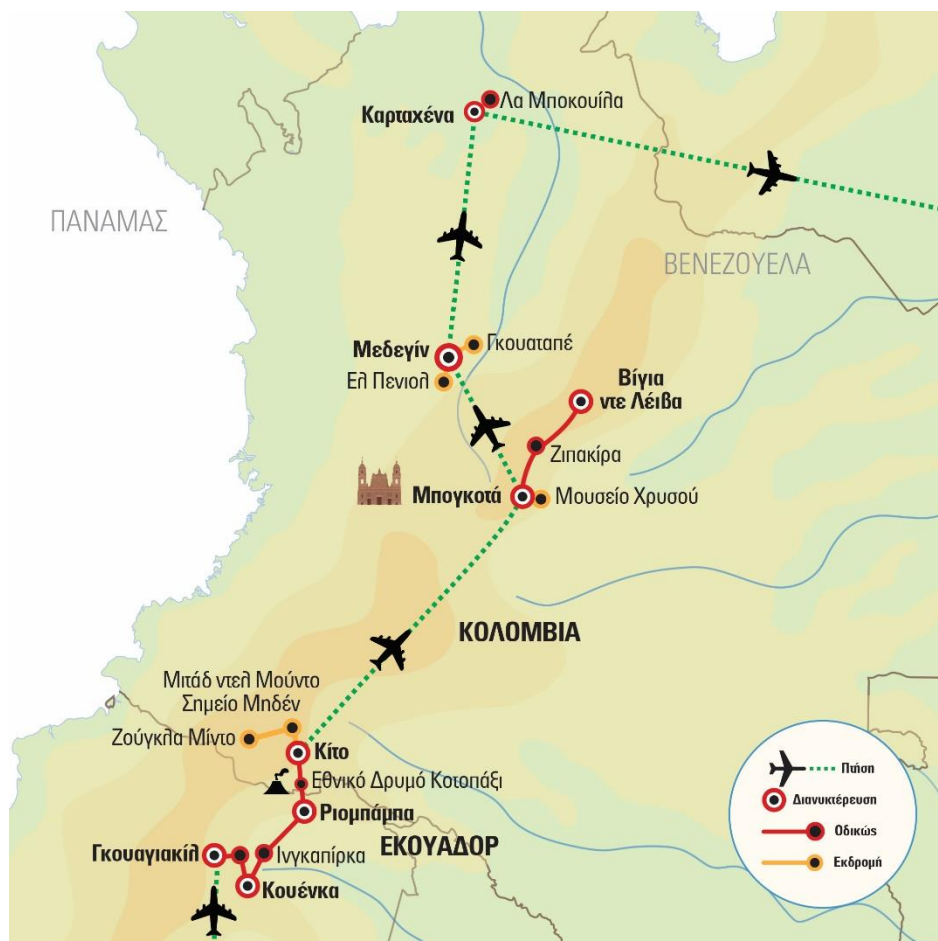 Λα Μποκουίλα
Καρταχένα
ΠΑΝΑΜΑΣ
ΒΕΝΕΖΟΥΕΛΑ
Μεδεγίν
Γκουαταπέ
Ελ Πενιολ
Βίγια
ντε Λέιβα
Ζιπακίρα
Μπογκοτά
Μουσείο Χρυσού
ΚΟΛΟΜΒΙΑ
Μιτάδ ντελ Μούντο
Σημείο Μηδέν
Ζούγκλα Μίντο
Κίτο
Εθνικό Δρυμό Κοτοπάξι
Ριομπάμπα
ΕΚΟΥΑΔΟΡ
Γκουαγιακίλ
Ινγκαπίρκα
Κουένκα
Πτήση
Διανυκτέρευση
Οδικώς
Εκδρομή